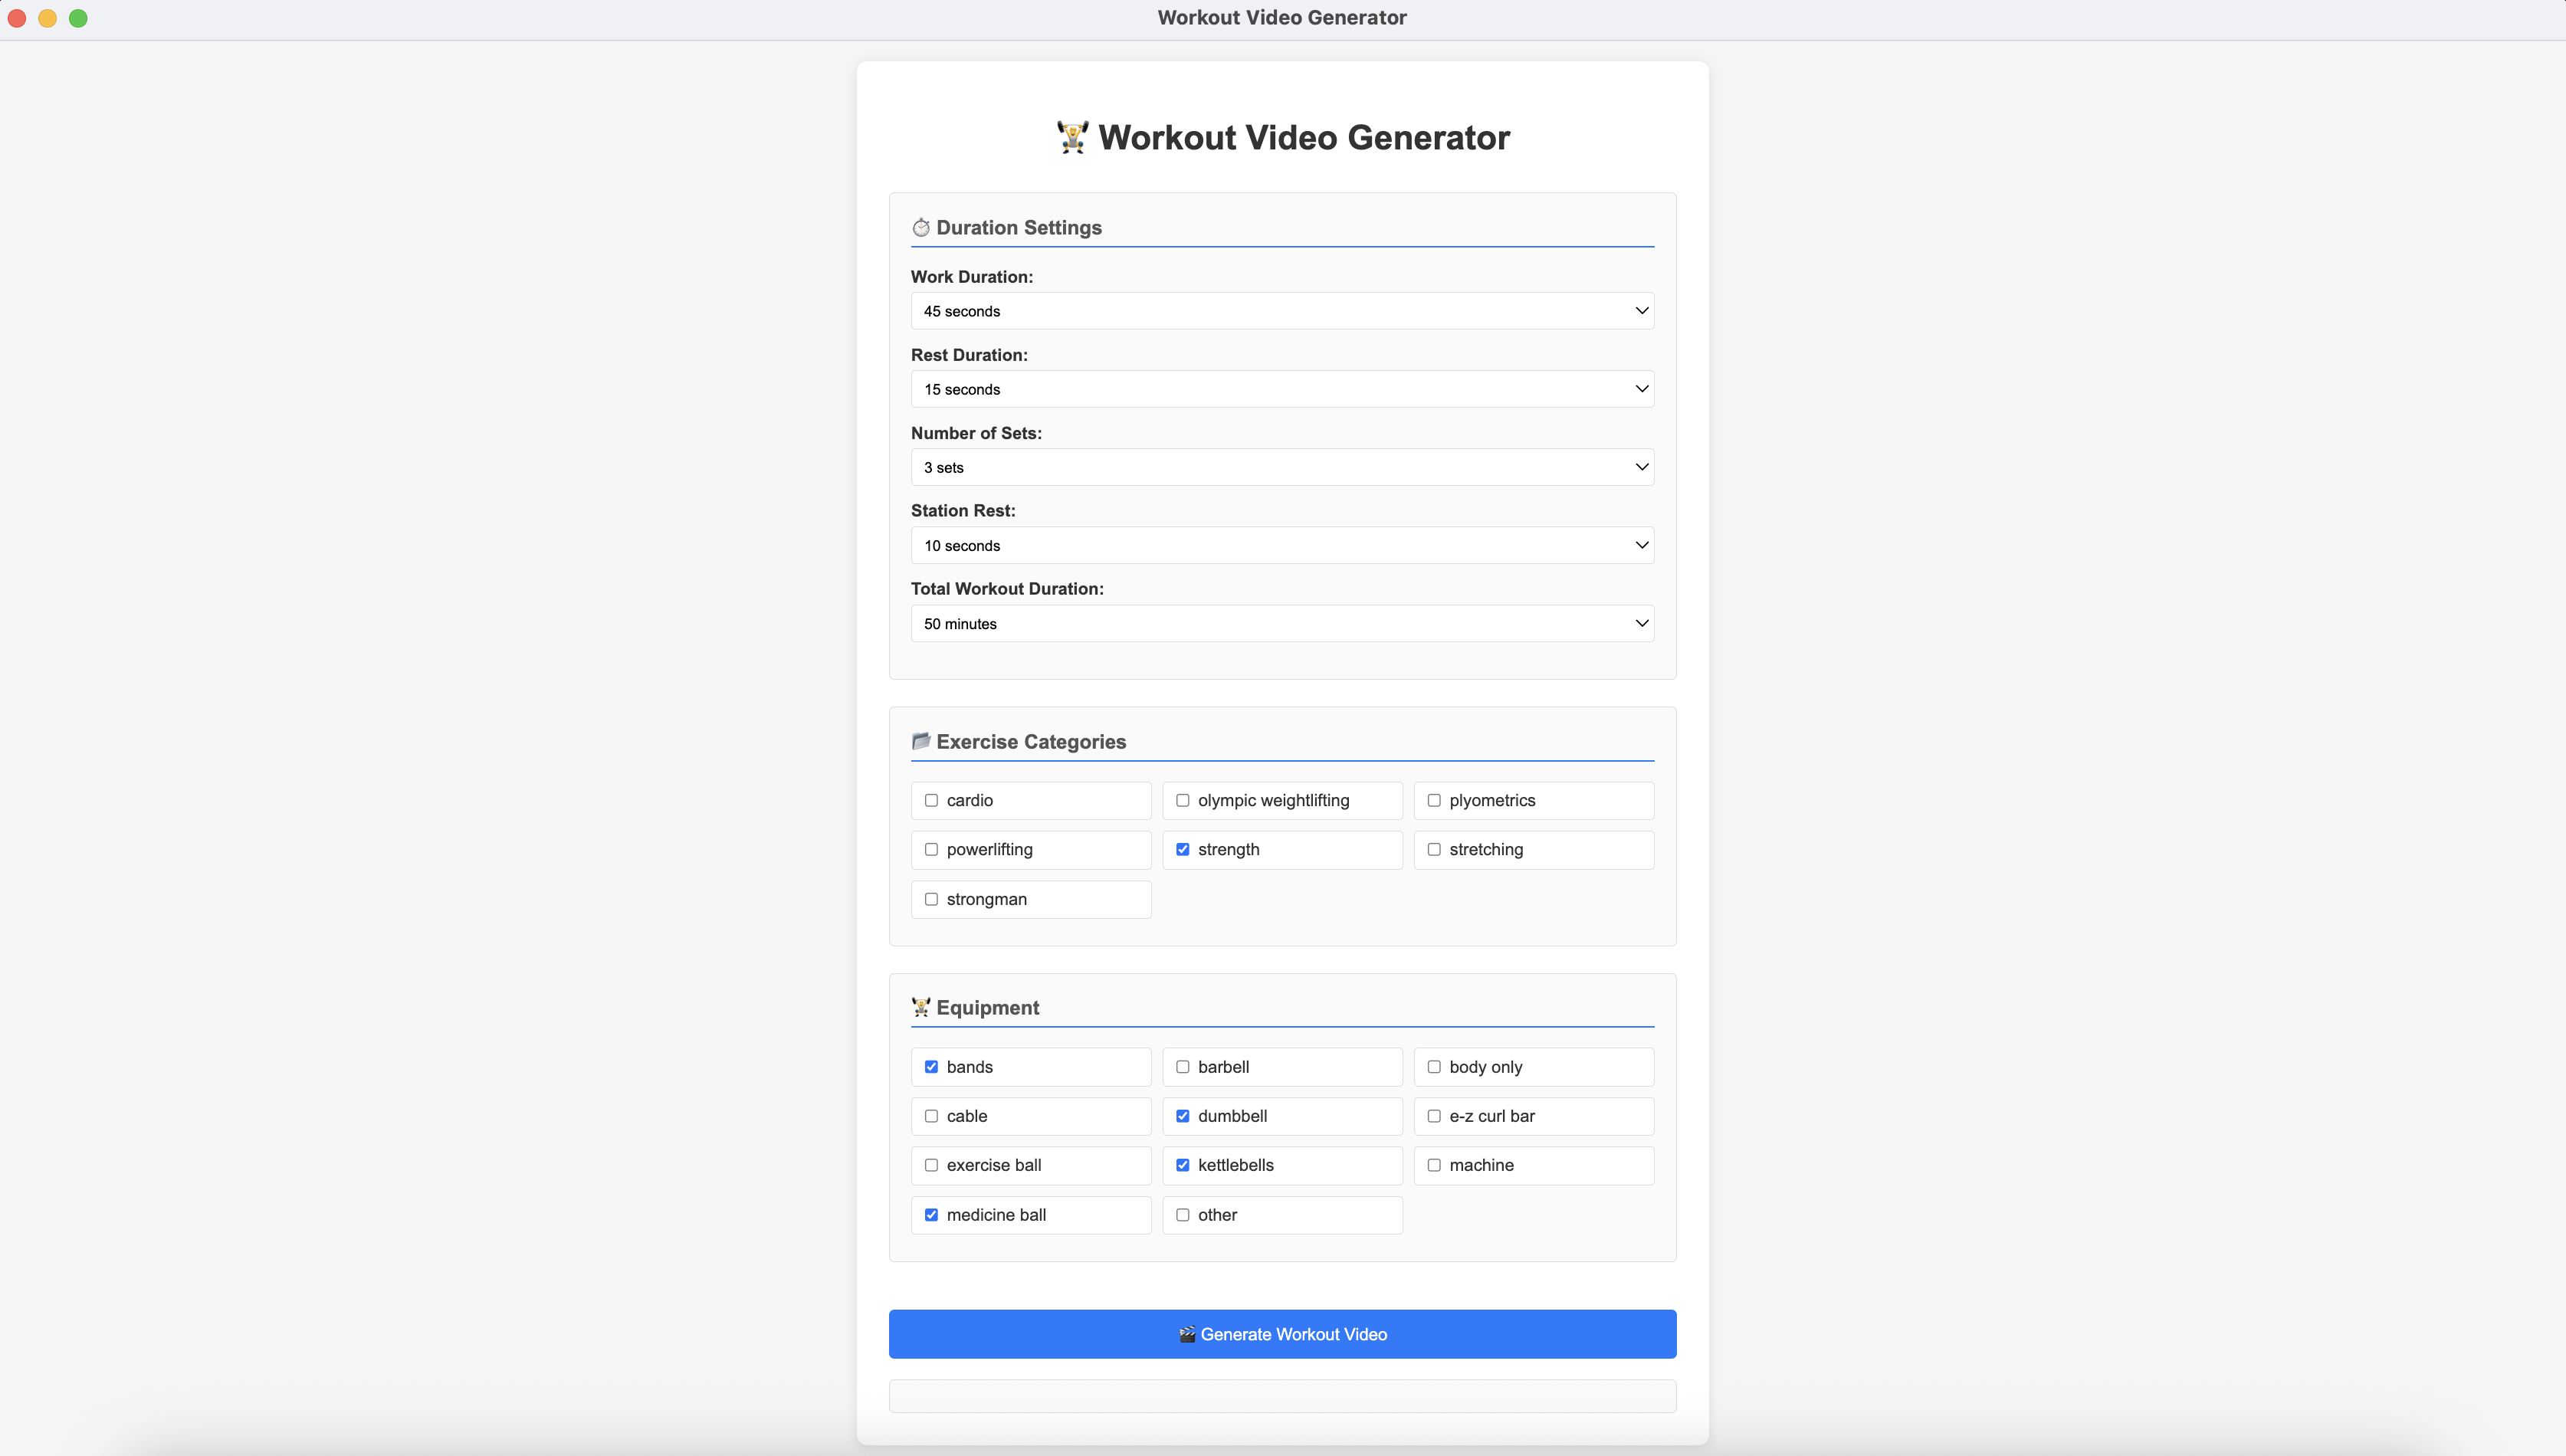 Workout Video Generator
🏋️ Workout Video Generator
⏱️ Duration Settings
Work Duration:
45 seconds
Rest Duration:
15 seconds
Number of Sets:
3 sets
Station Rest:
10 seconds
Total Workout Duration:
50 minutes
📂 Exercise Categories
cardio
olympic weightlifting
plyometrics
powerlifting
strength
stretching
strongman
🏋️ Equipment
bands
barbell
body only
cable
dumbbell
e-z curl bar
exercise ball
kettlebells
machine
medicine ball
other
🎬 Generate Workout Video